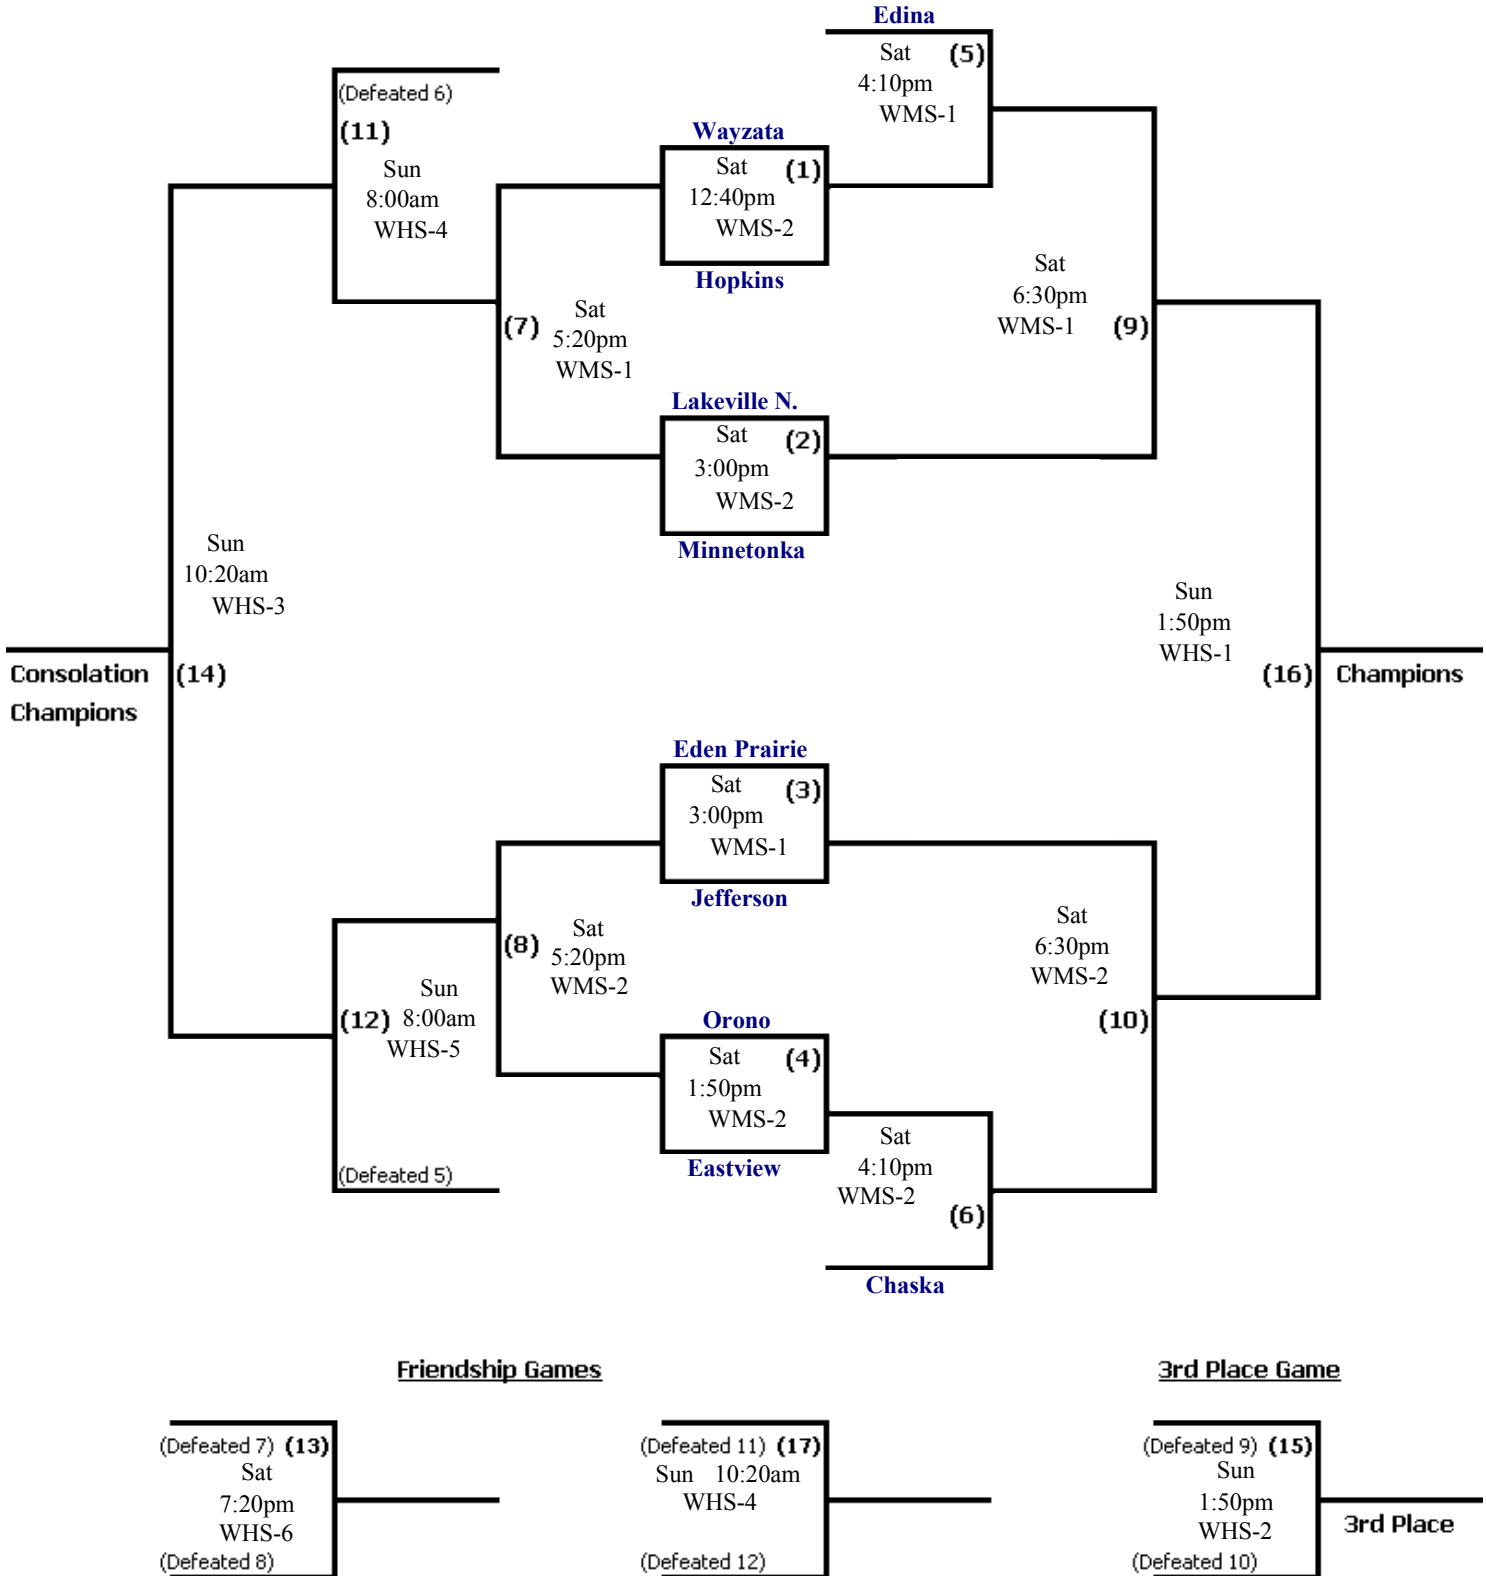 Edina
Sat (5)
4:10pm
WMS-1
(Defeated 6)
(11)
Sun
8:00am
WHS-4
Wayzata
Sat (1)
12:40pm
WMS-2
Hopkins
Sat
6:30pm
WMS-1 (9)
(7) Sat
5:20pm
WMS-1
Lakeville N.
Sat (2)
3:00pm
WMS-2
Minnetonka
Sun
10:20am
WHS-3
Sun
1:50pm
WHS-1
Consolation (14)
Champions
(16) Champions
Eden Prairie
Sat (3)
3:00pm
WMS-1
Jefferson
(8) Sat
5:20pm
WMS-2
Sat
6:30pm
WMS-2
(10)
Sun
(12) 8:00am
WHS-5
Orono
Sat (4)
1:50pm
WMS-2
Eastview
Sat
4:10pm
WMS-2
(6)
(Defeated 5)
Chaska
Friendship Games
3rd Place Game
(Defeated 7) (13)
Sat
7:20pm
WHS-6
(Defeated 8)
(Defeated 11) (17)
Sun 10:20am
WHS-4
(Defeated 12)
(Defeated 9) (15)
Sun
1:50pm
WHS-2
(Defeated 10)
3rd Place